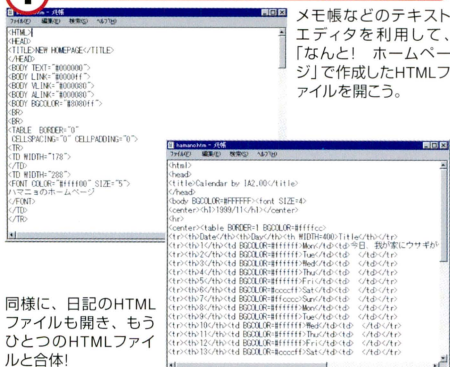 メモ帳などのテキスト
エディタを利用して、
「なんと! ホームペー
ジ」で作成したHTMLフ
ァイルを開こう。
ファイル(F) 編集(E) 検索(S) ヘルプ(H)
<HTML>
<HEAD>
<TITLE>NEW HOMEPAGE</TITLE>
</HEAD>
<BODY TEXT="#000000">
<BODY LINK="#0000ff">
<BODY VLINK="#000080">
<BODY ALINK="#000080">
<BODY BGCOLOR="#8080ff">
<BR>
<BR>
<TABLE BORDER="0"
CELLSPACING="0" CELLPADDING="0">
<TR>
<TD WIDTH="178">
</TD>
<TD WIDTH="288">
<FONT COLOR="#ffff00" SIZE="5">
ハマニョのホームページ
</FONT>
</TD>
</TR>
hamano.htm - メモ帳
ファイル(F) 編集(E) 検索(S) ヘルプ(H)
<html>
<head>
<title>Calendar by IA2.00</title>
</head>
<body BGCOLOR=#FFFFFF><font SIZE=4>
<center><h1>1999/11</h1></center>
<hr>
<center><table BORDER=1 BGCOLOR=#ffffcc>
<tr><th>Date</th><th>Day</th><th WIDTH=400>Title</th></tr>
<tr><th>1</th><td BGCOLOR=#ffffff>Mon</td><td>今日、我が家にウサギが
<tr><th>2</th><td BGCOLOR=#ffffff>Tue</td><td> </td></tr>
<tr><th>3</th><td BGCOLOR=#ffffff>Wed</td><td> </td></tr>
<tr><th>4</th><td BGCOLOR=#ffffff>Thu</td><td> </td></tr>
<tr><th>5</th><td BGCOLOR=#ffffff>Fri</td><td> </td></tr>
<tr><th>6</th><td BGCOLOR=#ccccff>Sat</td><td> </td></tr>
<tr><th>7</th><td BGCOLOR=#ffcccc>Sun</td><td> </td></tr>
<tr><th>8</th><td BGCOLOR=#ffffff>Mon</td><td> </td></tr>
<tr><th>9</th><td BGCOLOR=#ffffff>Tue</td><td> </td></tr>
<tr><th>10</th><td BGCOLOR=#ffffff>Wed</td><td> </td></tr>
<tr><th>11</th><td BGCOLOR=#ffffff>Thu</td><td> </td></tr>
<tr><th>12</th><td BGCOLOR=#ffffff>Fri</td><td> </td></tr>
<tr><th>13</th><td BGCOLOR=#ccccff>Sat</td><td> </td></tr>
同様に、日記のHTML
ファイルも開き、もう
ひとつのHTMLファイ
ルと合体!